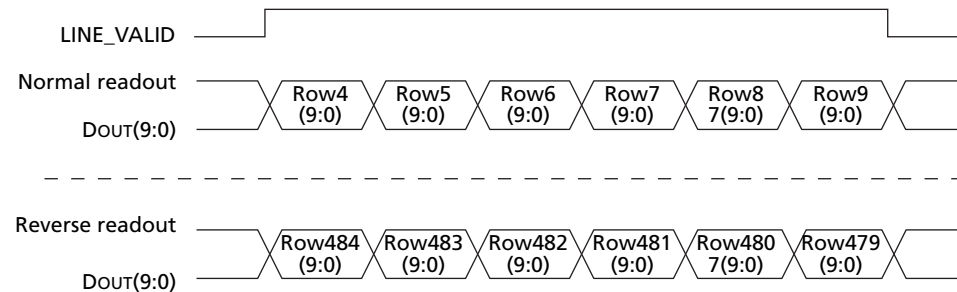 LINE_VALID
Normal readout
Row4 Row5 Row6 Row7 Row8 Row9
(9:0) (9:0) (9:0) (9:0) 7(9:0) (9:0)
DOUT(9:0)
Reverse readout
Row484 Row483 Row482 Row481 Row480 Row479
(9:0) (9:0) (9:0) (9:0) 7(9:0) (9:0)
DOUT(9:0)